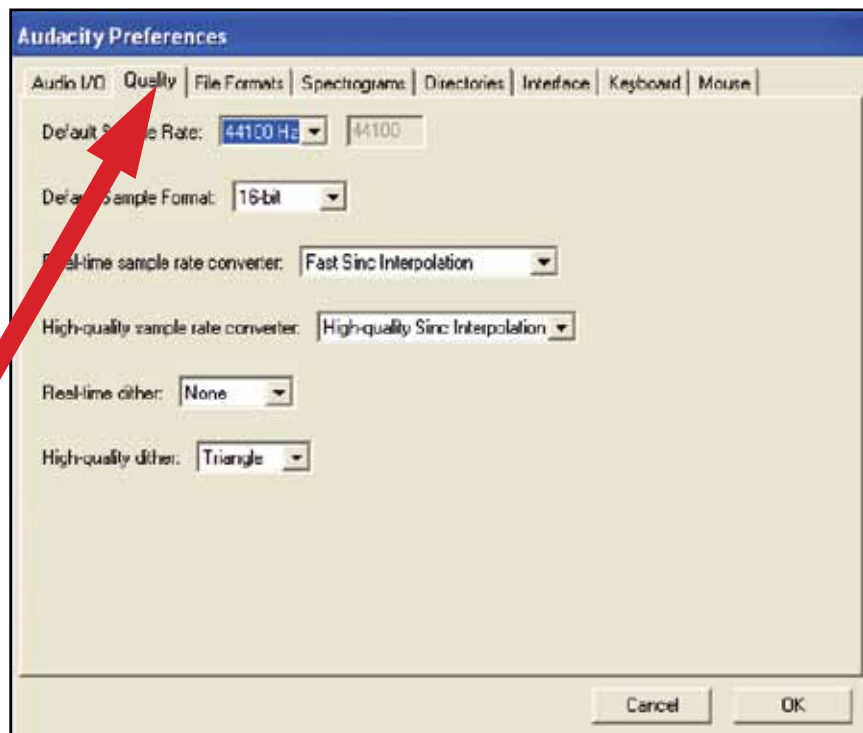 Audacity Preferences
Audio I/O Quality File Formats Spectrograms Directories Interface Keyboard Mouse
Default Rate: 44100 Hz 44100
Sample Format: 16-bit
sample rate converter: Fast Sinc Interpolation
High-quality sample rate converter: High-quality Sinc Interpolation
Real-time dither: None
High-quality dither: Triangle
Cancel OK